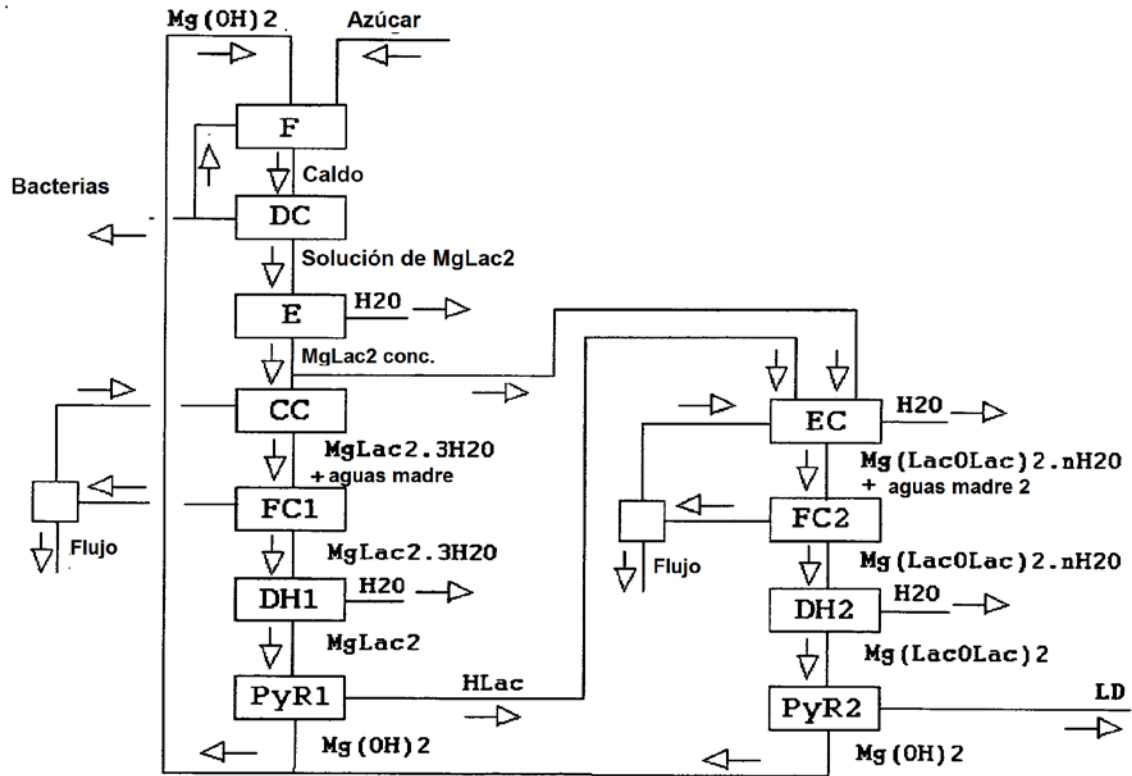 Mg(OH)2
Azúcar
F
Caldo
Bacterias
DC
Solución de MgLac2
E
H2O
MgLac2 conc.
CC
EC
H2O
MgLac2.3H2O
+ aguas madre
Mg(LacOLac)2.nH2O
+ aguas madre 2
FC1
FC2
Flujo
MgLac2.3H2O
Flujo
Mg(LacOLac)2.nH2O
DH1
H2O
DH2
H2O
MgLac2
Mg(LacOLac)2
PyR1
HLac
PyR2
LD
Mg(OH)2
Mg(OH)2